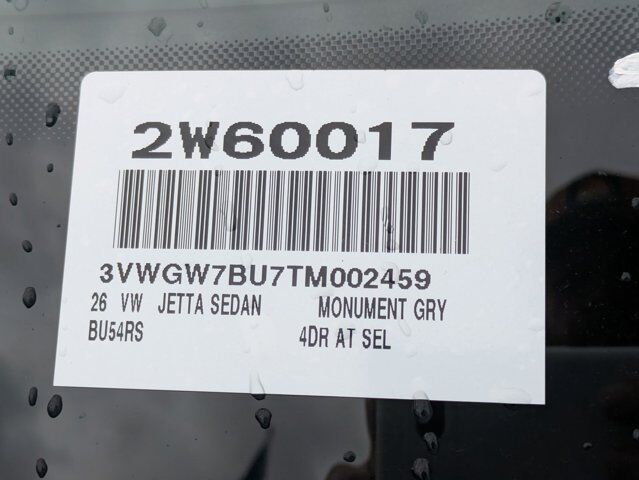 2W60017
3VWGW7BU7TM002459
26 VW JETTA SEDAN MONUMENT GRY
BU54RS 4DR AT SEL